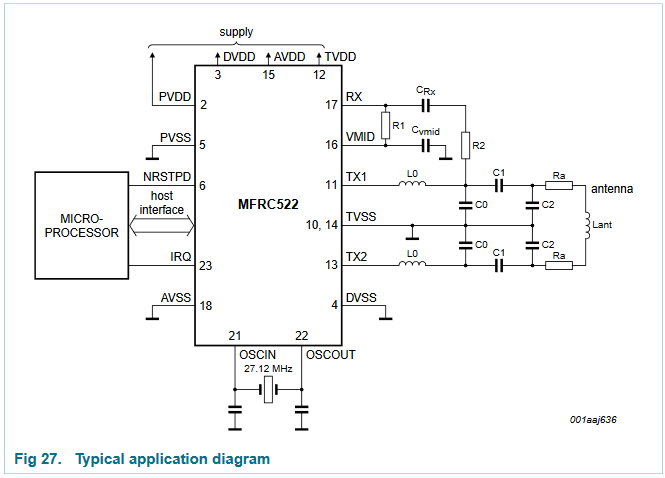 supply
DVDD AVDD TVDD
3 15 12
PVDD 2 17 RX CRx
R1 Cvmid
PVSS 5 16 VMID R2
NRSTPD 6 11 TX1 L0 C1 Ra
host
interface
antenna
MICRO-
PROCESSOR
MFRC522
C0 C2
10, 14 TVSS Lant
C0 C2
IRQ 23 13 TX2 L0 C1 Ra
AVSS 18 4 DVSS
21 22
OSCIN OSCOUT
27.12 MHz
001aaj636
Fig 27. Typical application diagram